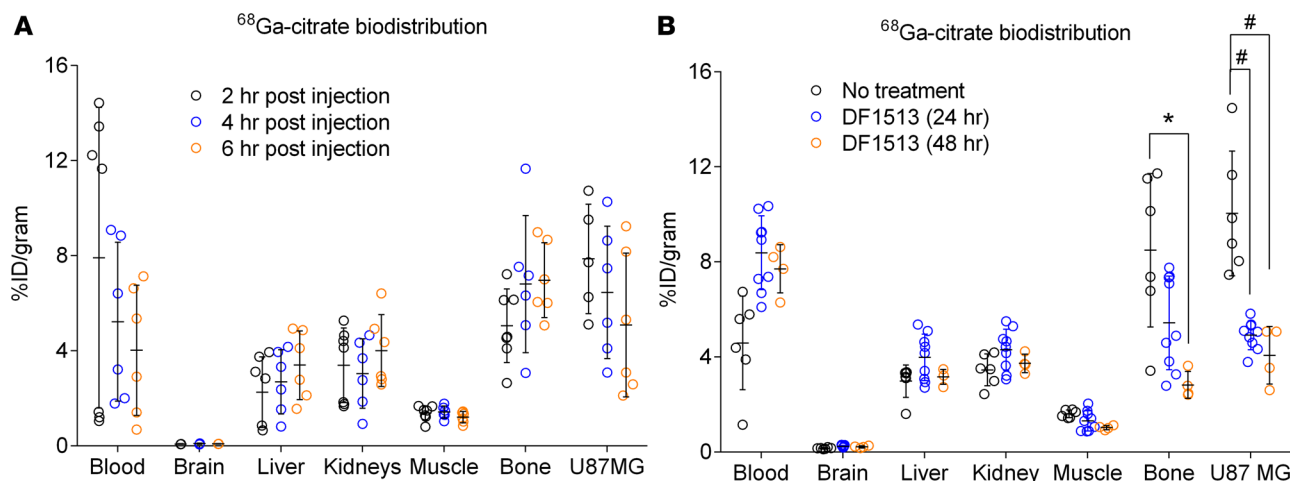 A
⁶⁸Ga-citrate biodistribution
%ID/gram
16
12
8
4
0
2 hr post injection
4 hr post injection
6 hr post injection
Blood Brain Liver Kidneys Muscle Bone U87MG
B
⁶⁸Ga-citrate biodistribution
%ID/gram
16
12
8
4
0
No treatment
DF1513 (24 hr)
DF1513 (48 hr)
*
#
#
Blood Brain Liver Kidney Muscle Bone U87 MG